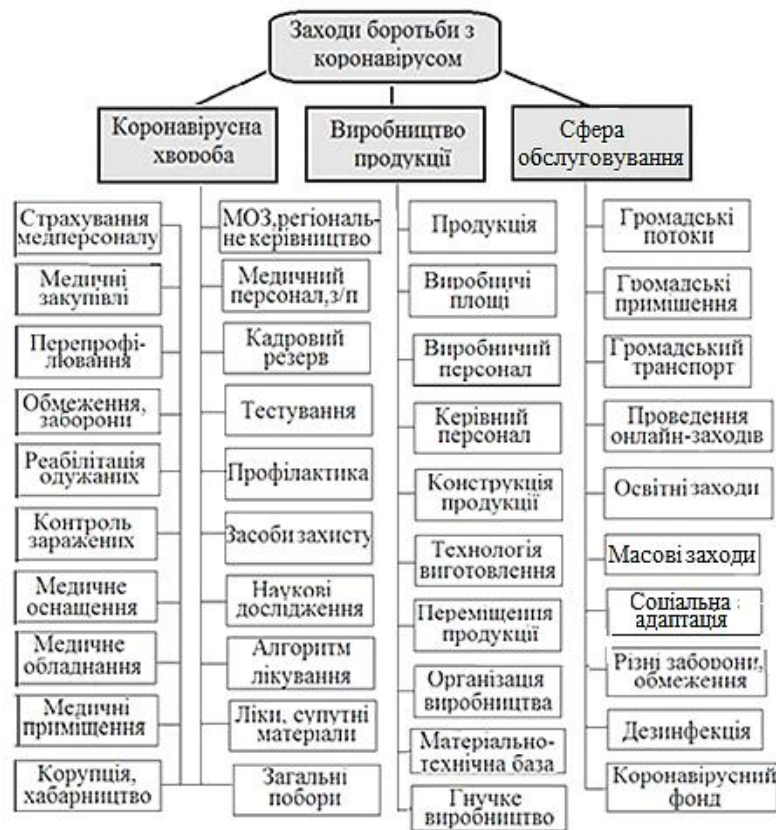 Заходи боротьби з
коронавірусом
Коронавірусна
хвороба
Виробництво
продукції
Сфера
обслуговування
Страхування
медперсоналу
Медичні
закупівлі
Перепрофі-
лювання
Обмеження,
заборони
Реабілітація
одужаних
Контроль
заражених
Медичне
оснащення
Медичне
обладнання
Медичні
приміщення
Корупція,
хабарництво
МОЗ,регіональ-
не керівництво
Медичний
персонал,з/п
Кадровий
резерв
Тестування
Профілактика
Засоби захисту
Наукові
дослідження
Алгоритм
лікування
Ліки, супутні
матеріали
Загальні
побори
Продукція
Виробничі
площі
Виробничий
персонал
Керівний
персонал
Конструкція
продукції
Технологія
виготовлення
Переміщення
продукції
Організація
виробництва
Матеріально-
технічна база
Гнучке
виробництво
Громадські
потоки
Громадські
приміщення
Громадський
транспорт
Проведення
онлайн-заходів
Освітні заходи
Масові заходи
Соціальна
адаптація
Різні заборони,
обмеження
Дезинфекція
Коронавірусний
фонд